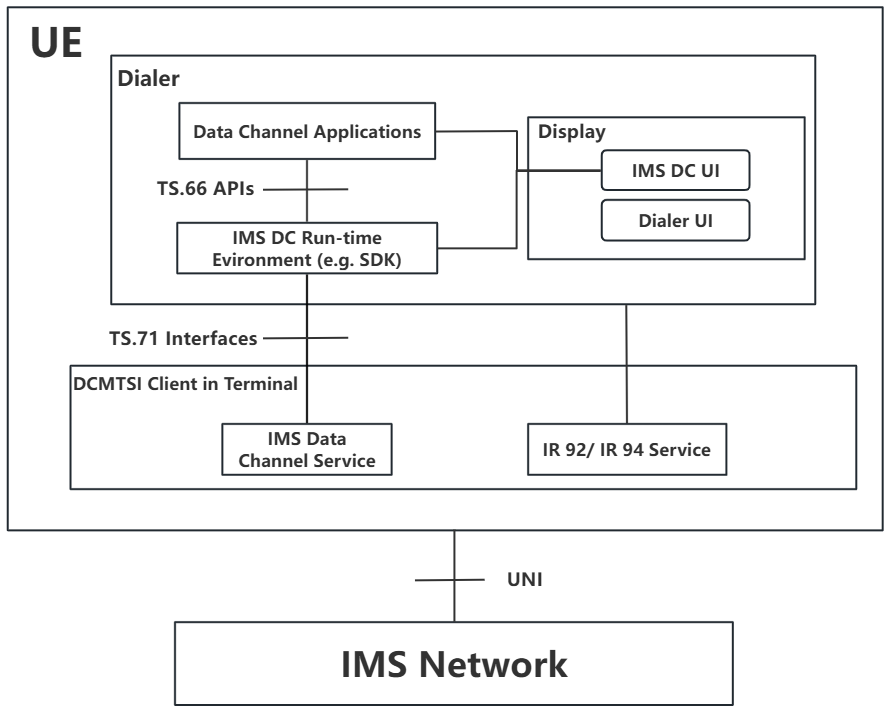 UE
Dialer
Data Channel Applications
Display
IMS DC UI
TS.66 APIs
Dialer UI
IMS DC Run-time
Evironment (e.g. SDK)
TS.71 Interfaces
DCMTSI Client in Terminal
IMS Data
Channel Service
IR 92/ IR 94 Service
UNI
IMS Network